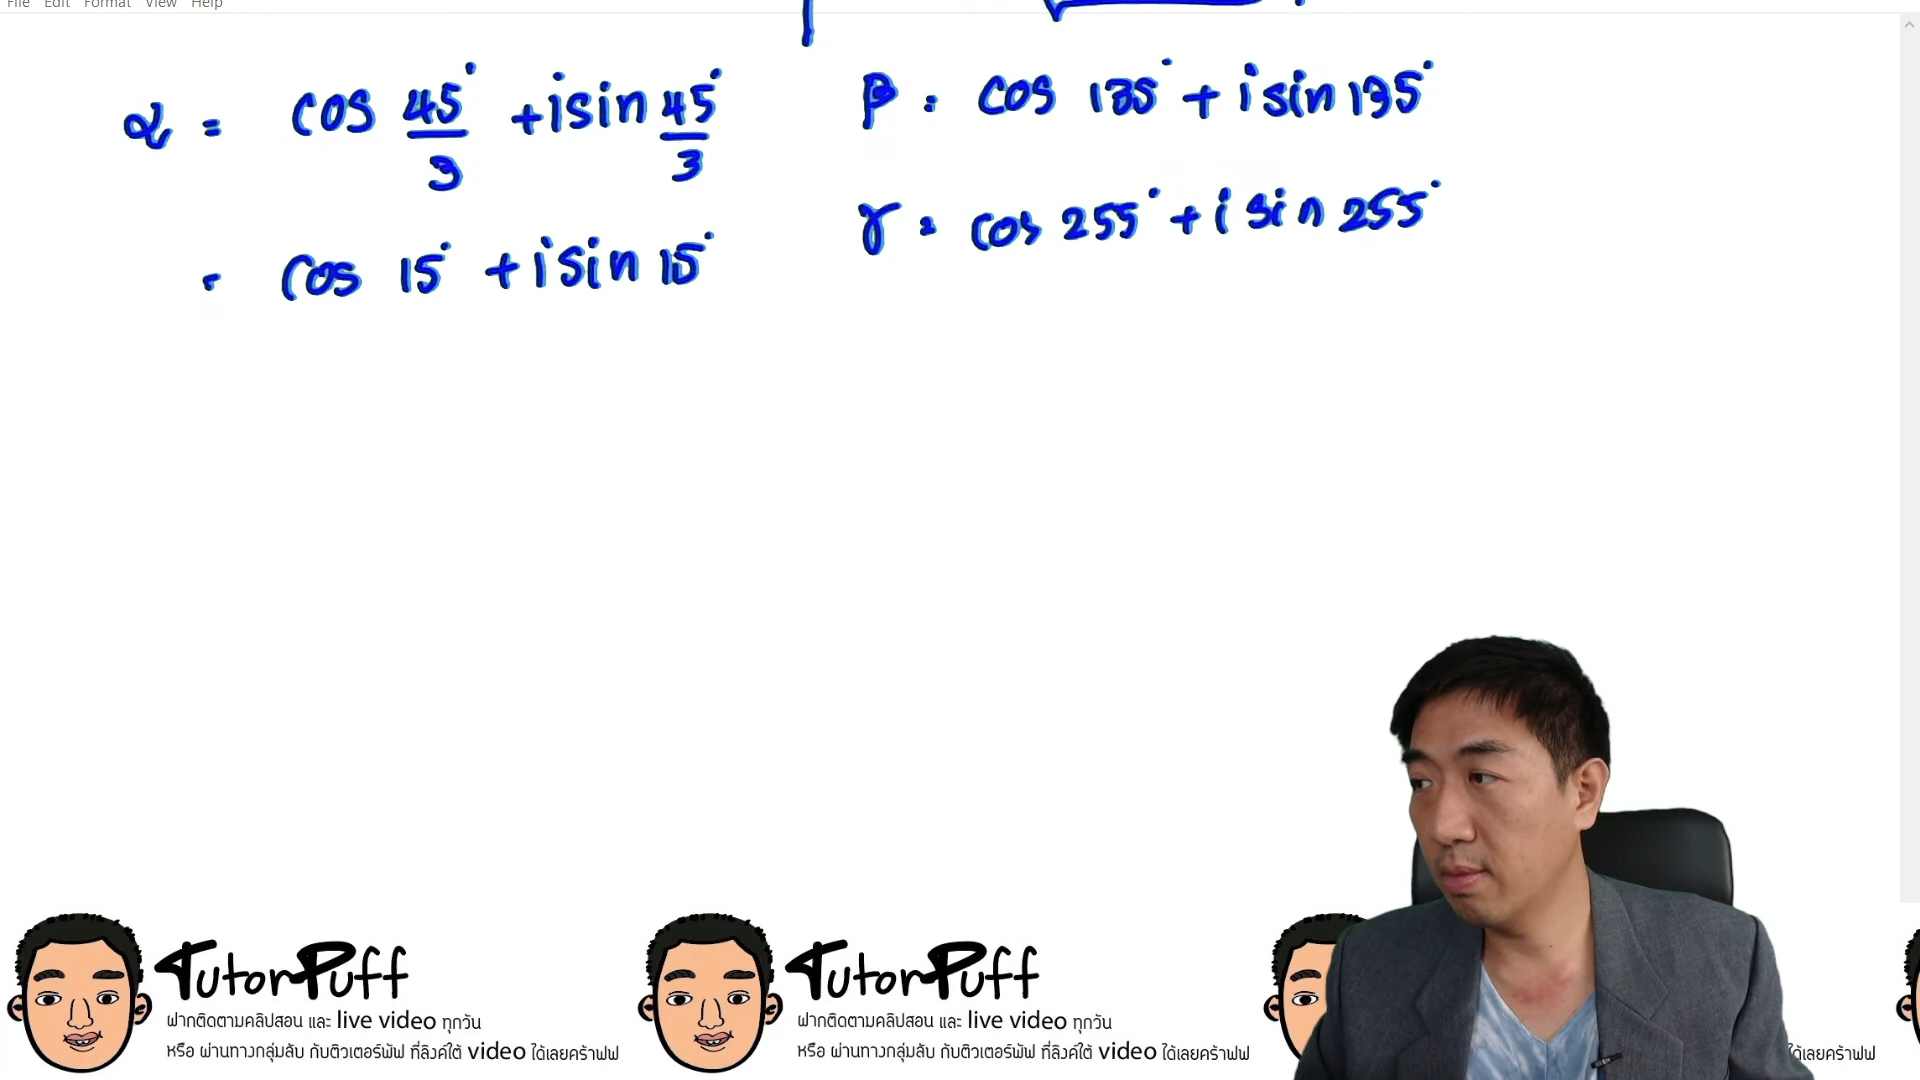 File Edit Format View Help
α = cos 45°/3 + i sin 45°/3
= cos 15° + i sin 15°
β = cos 135° + i sin 135°
γ = cos 255° + i sin 255°
TutorPuff
ฝากติดตามคลิปสอน และ live video ทุกวัน
หรือ ผ่านทางกลุ่มลับ กับติวเตอร์พัฟ ที่ลิงค์ใต้ video ได้เลยคร้าฟฟ
TutorPuff
ฝากติดตามคลิปสอน และ live video ทุกวัน
หรือ ผ่านทางกลุ่มลับ กับติวเตอร์พัฟ ที่ลิงค์ใต้ video ได้เลยคร้าฟฟ
ได้เลยคร้าฟฟ